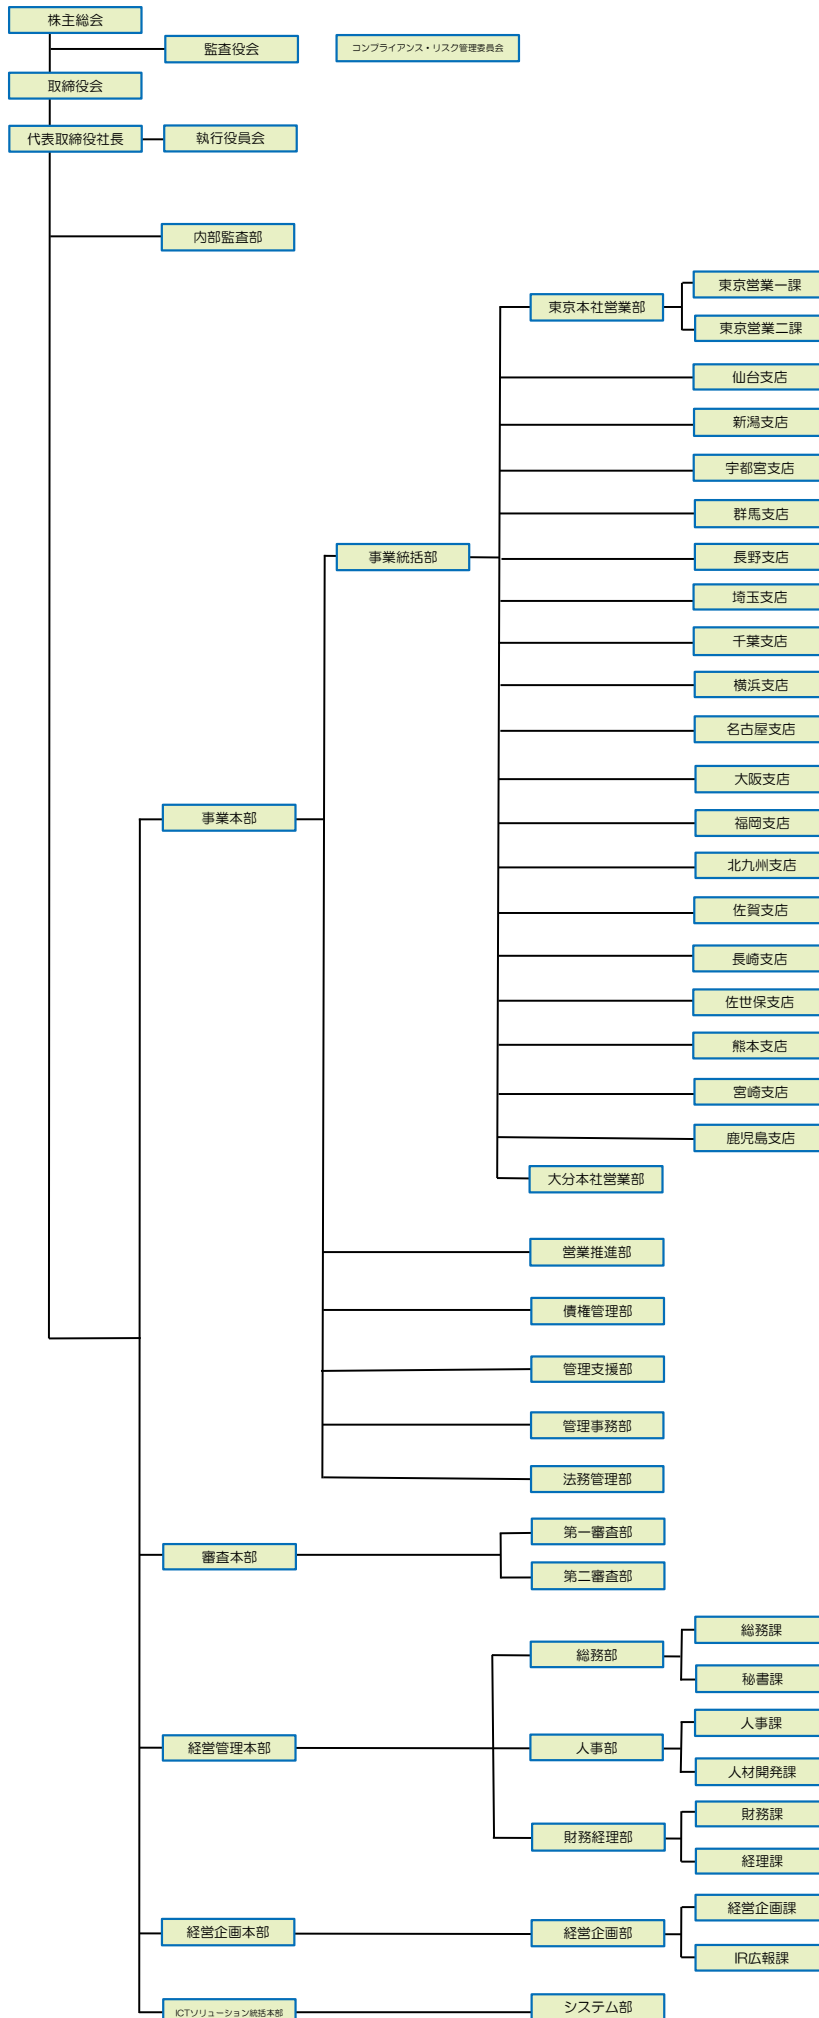 株主総会
監査役会
コンプライアンス・リスク管理委員会
取締役会
代表取締役社長
執行役員会
内部監査部
東京営業一課
東京本社営業部
東京営業二課
仙台支店
新潟支店
宇都宮支店
群馬支店
事業統括部
長野支店
埼玉支店
千葉支店
横浜支店
名古屋支店
大阪支店
事業本部
福岡支店
北九州支店
佐賀支店
長崎支店
佐世保支店
熊本支店
宮崎支店
鹿児島支店
大分本社営業部
営業推進部
債権管理部
管理支援部
管理事務部
法務管理部
第一審査部
審査本部
第二審査部
総務課
総務部
秘書課
人事課
経営管理本部
人事部
人材開発課
財務課
財務経理部
経理課
経営企画課
経営企画本部
経営企画部
IR広報課
システム部
ICTソリューション統括本部